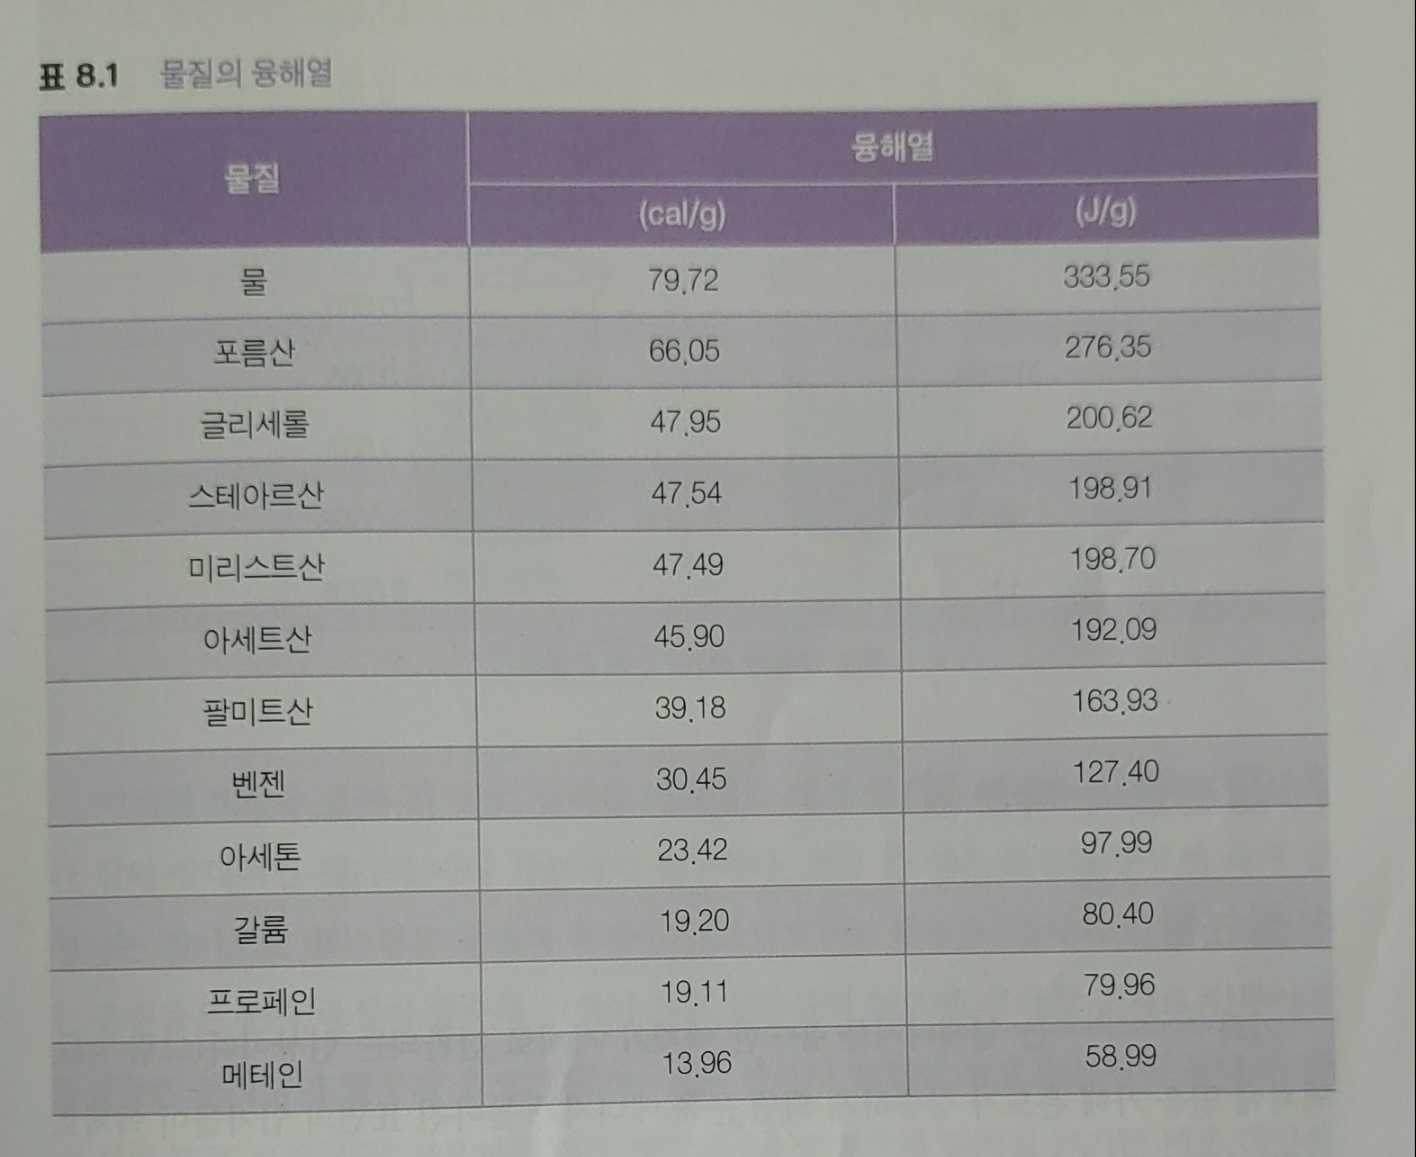 표 8.1 물질의 융해열
물질 융해열
(cal/g) (J/g)
물 79.72 333.55
포름산 66.05 276.35
글리세롤 47.95 200.62
스테아르산 47.54 198.91
미리스트산 47.49 198.70
아세트산 45.90 192.09
팔미트산 39.18 163.93
벤젠 30.45 127.40
아세톤 23.42 97.99
갈륨 19.20 80.40
프로페인 19.11 79.96
메테인 13.96 58.99